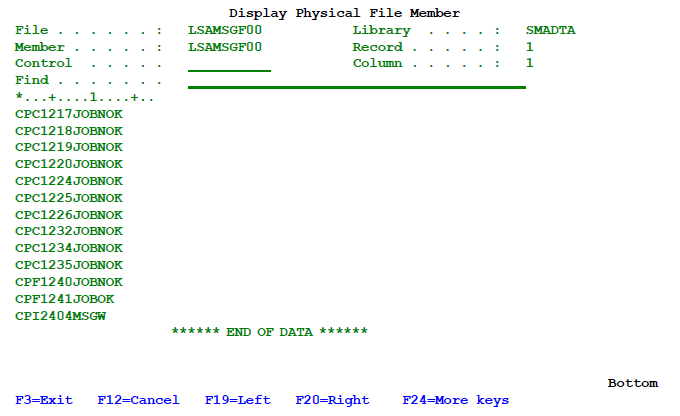 Display Physical File Member
File . . . . . . :   LSAMSGF00           Library  . . . . :   SMADTA
Member . . . . . :   LSAMSGF00           Record . . . . . :   1
Control  . . . . .                       Column . . . . . :   1
Find . . . . . . .
*...+....1....+..
CPC1217JOBNOK
CPC1218JOBNOK
CPC1219JOBNOK
CPC1220JOBNOK
CPC1224JOBNOK
CPC1225JOBNOK
CPC1226JOBNOK
CPC1232JOBNOK
CPC1234JOBNOK
CPC1235JOBNOK
CPF1240JOBNOK
CPF1241JOBOK
CPI2404MSGW
****** END OF DATA ******
Bottom
F3=Exit   F12=Cancel   F19=Left   F20=Right    F24=More keys